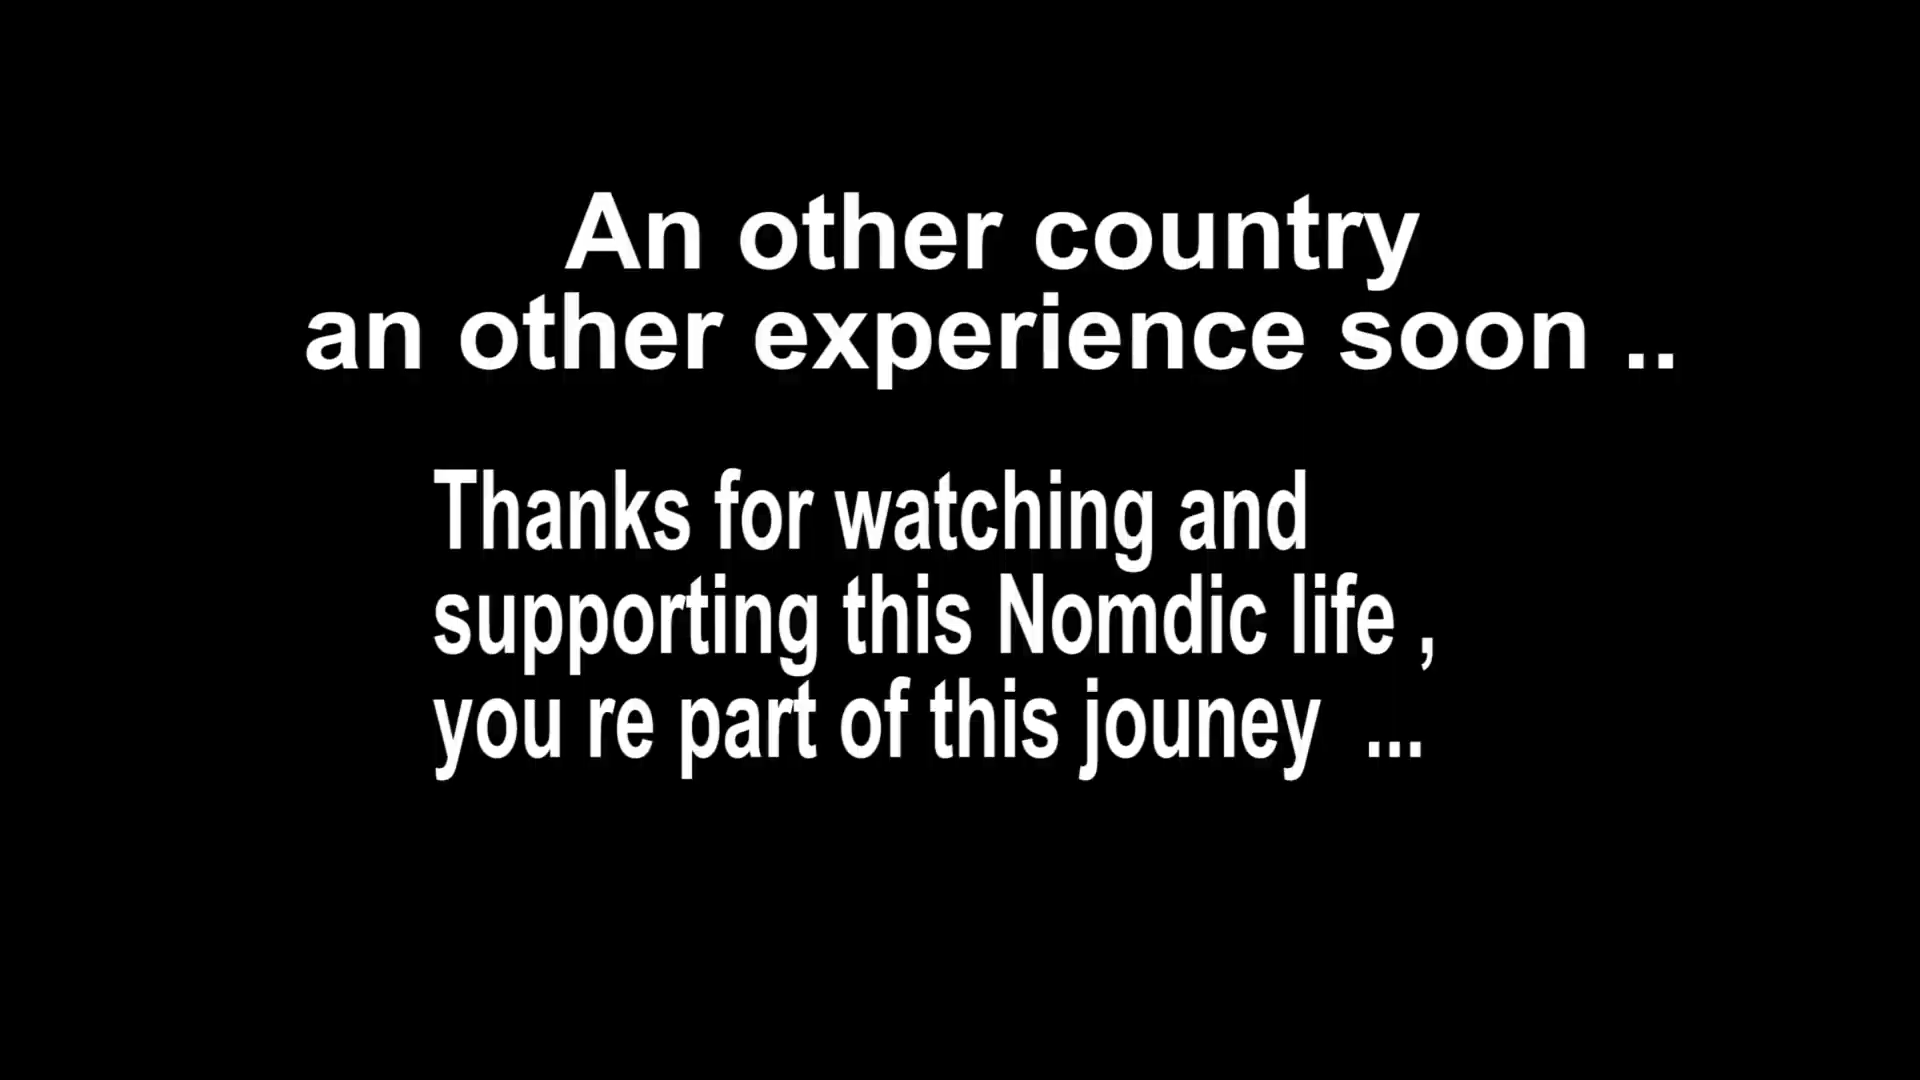 An other country
an other experience soon ..
Thanks for watching and
supporting this Nomdic life ,
you re part of this jouney ...